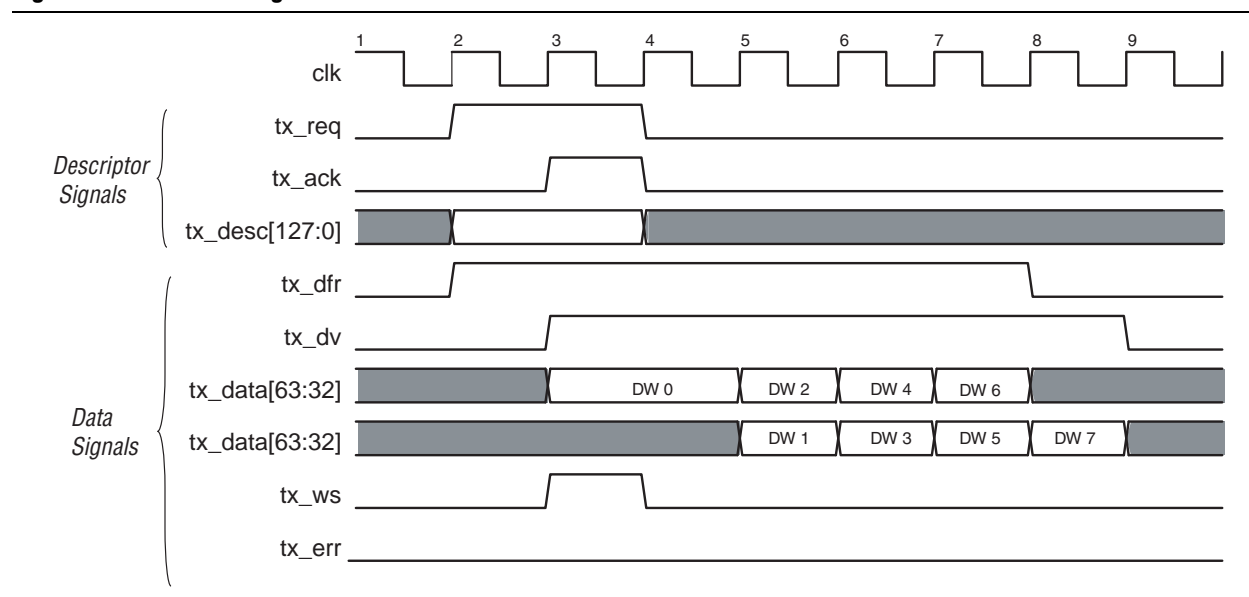 1 2 3 4 5 6 7 8 9
clk
tx_req
Descriptor
Signals
tx_ack
tx_desc[127:0]
tx_dfr
tx_dv
tx_data[63:32]
DW 0 DW 2 DW 4 DW 6
Data
Signals
tx_data[63:32]
DW 1 DW 3 DW 5 DW 7
tx_ws
tx_err